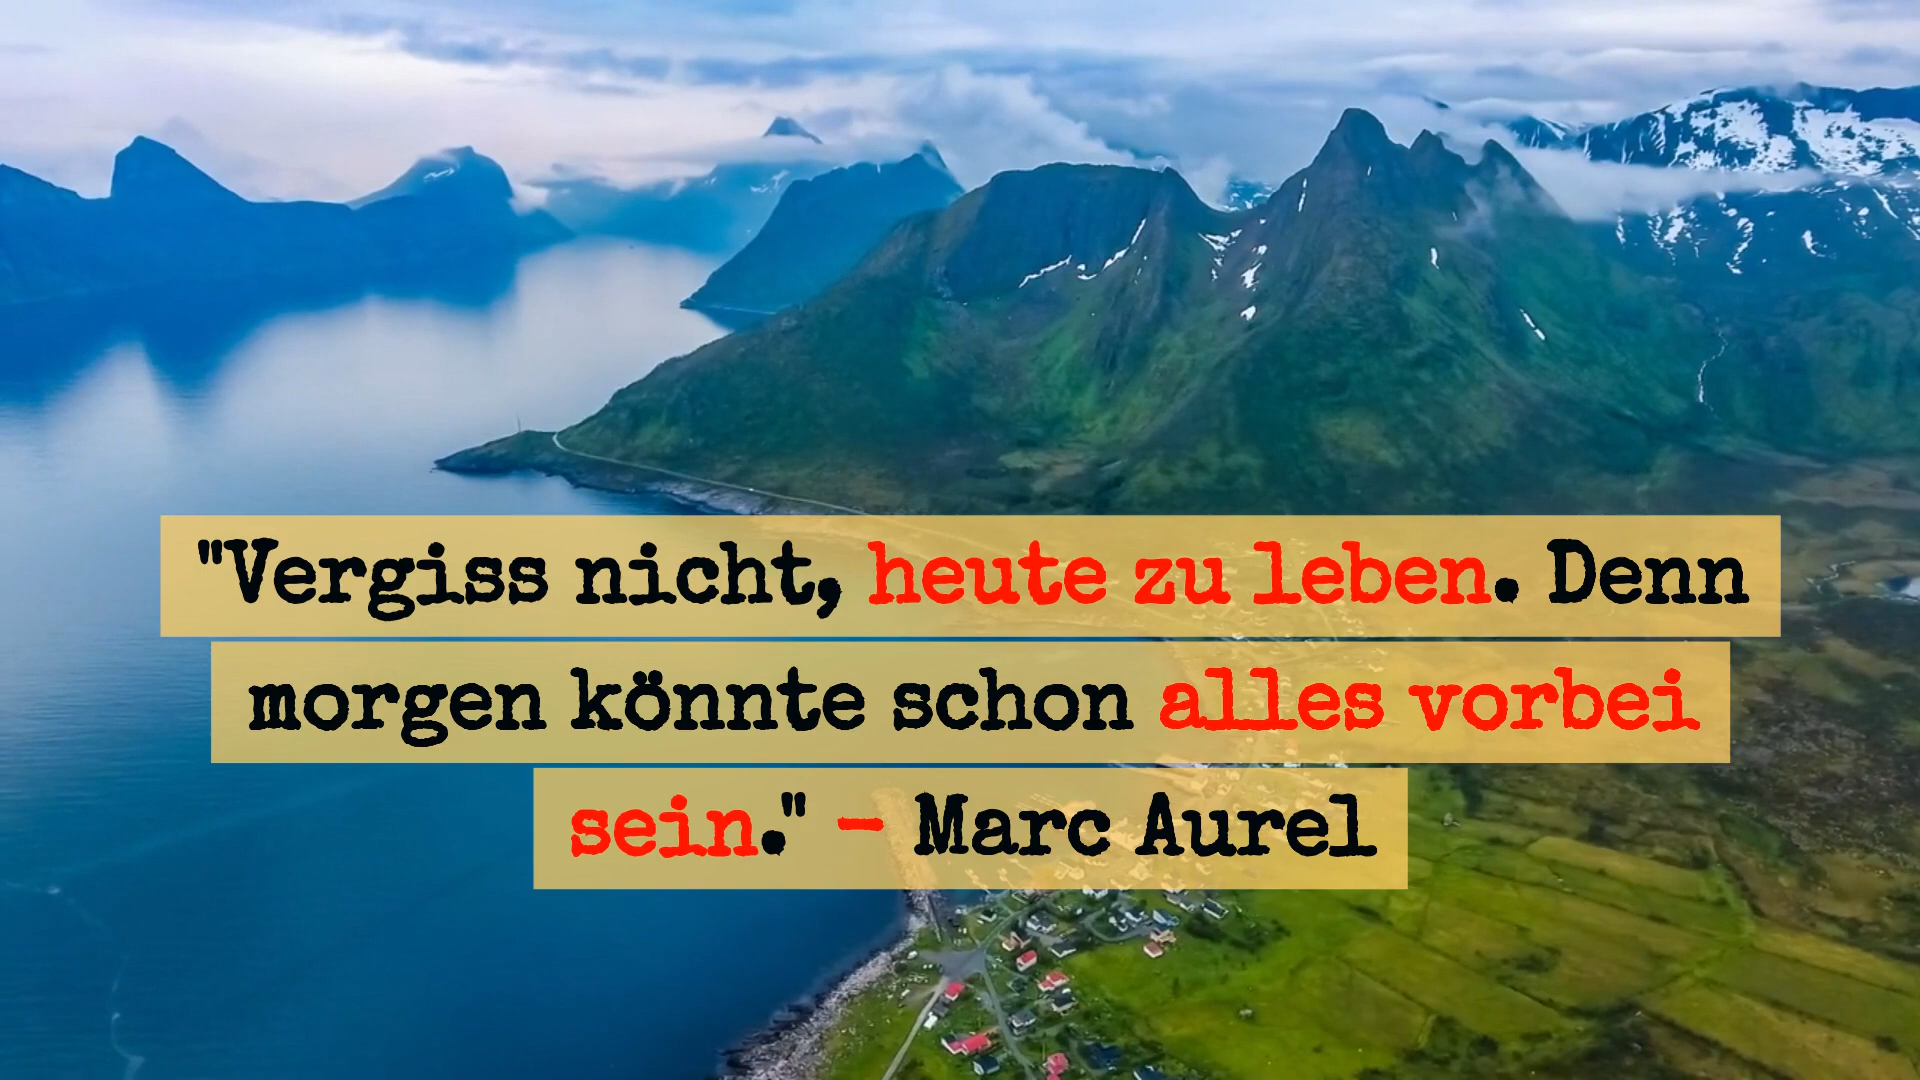 "Vergiss nicht, heute zu leben. Denn
morgen könnte schon alles vorbei
sein." - Marc Aurel